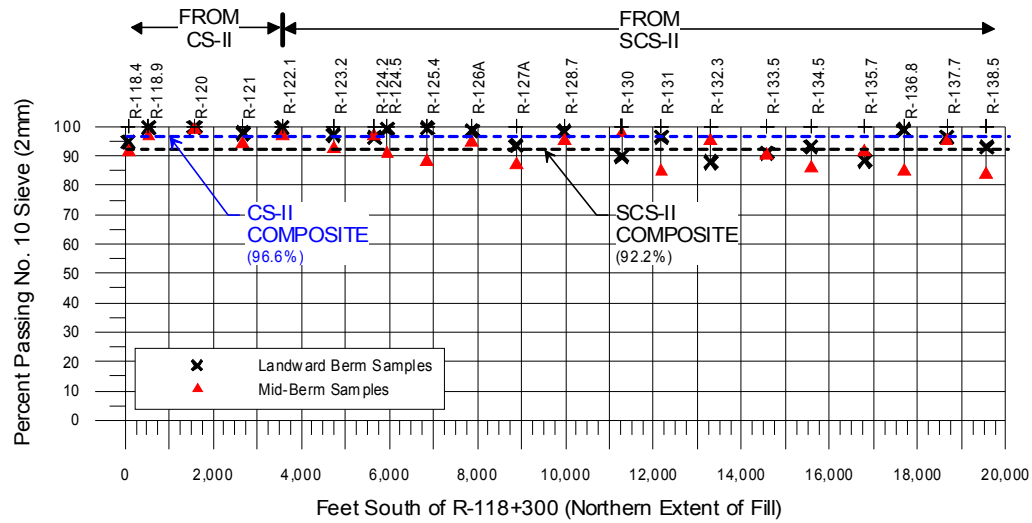 FROM
CS-II
FROM
SCS-II
R-118.4
R-118.9
R-120
R-121
R-122.1
R-123.2
R-124.2
R-124.5
R-125.4
R-126A
R-127A
R-128.7
R-130
R-131
R-132.3
R-133.5
R-134.5
R-135.7
R-136.8
R-137.7
R-138.5
Percent Passing No. 10 Sieve (2mm)
100
90
80
70
60
50
40
30
20
10
0
CS-II
COMPOSITE
(96.6%)
SCS-II
COMPOSITE
(92.2%)
Landward Berm Samples
Mid-Berm Samples
0 2,000 4,000 6,000 8,000 10,000 12,000 14,000 16,000 18,000 20,000
Feet South of R-118+300 (Northern Extent of Fill)